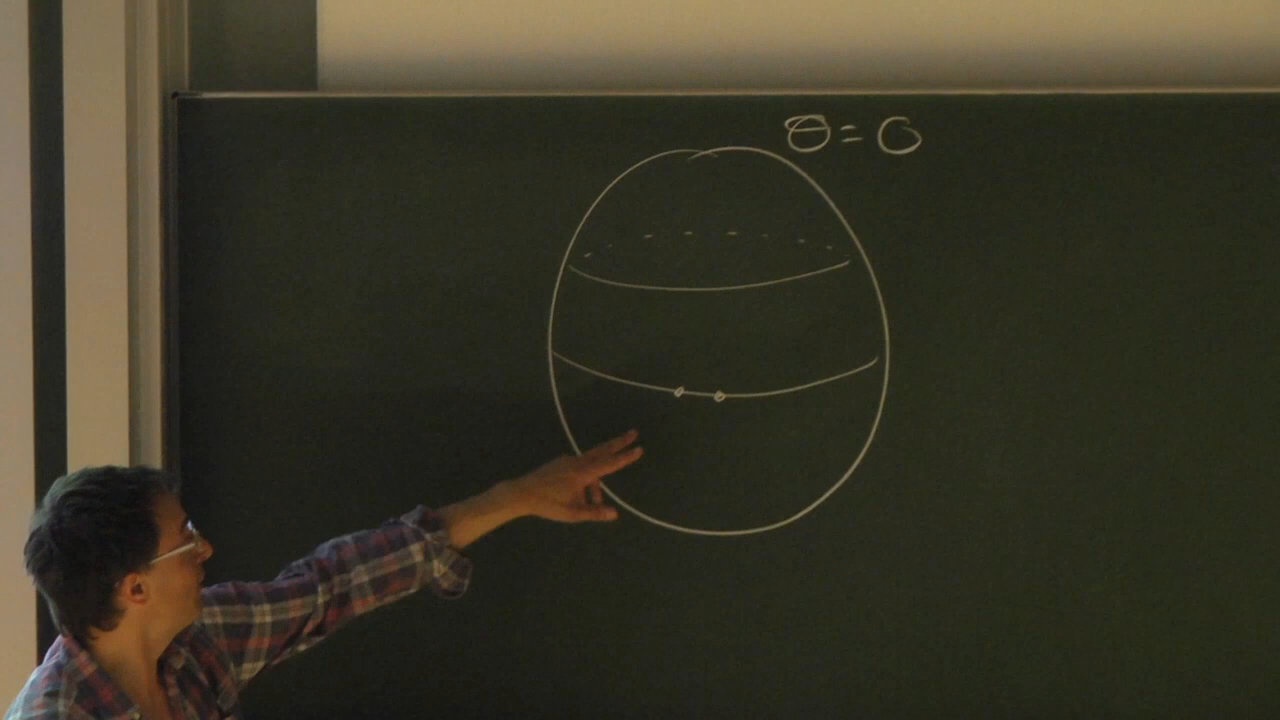 θ = 0